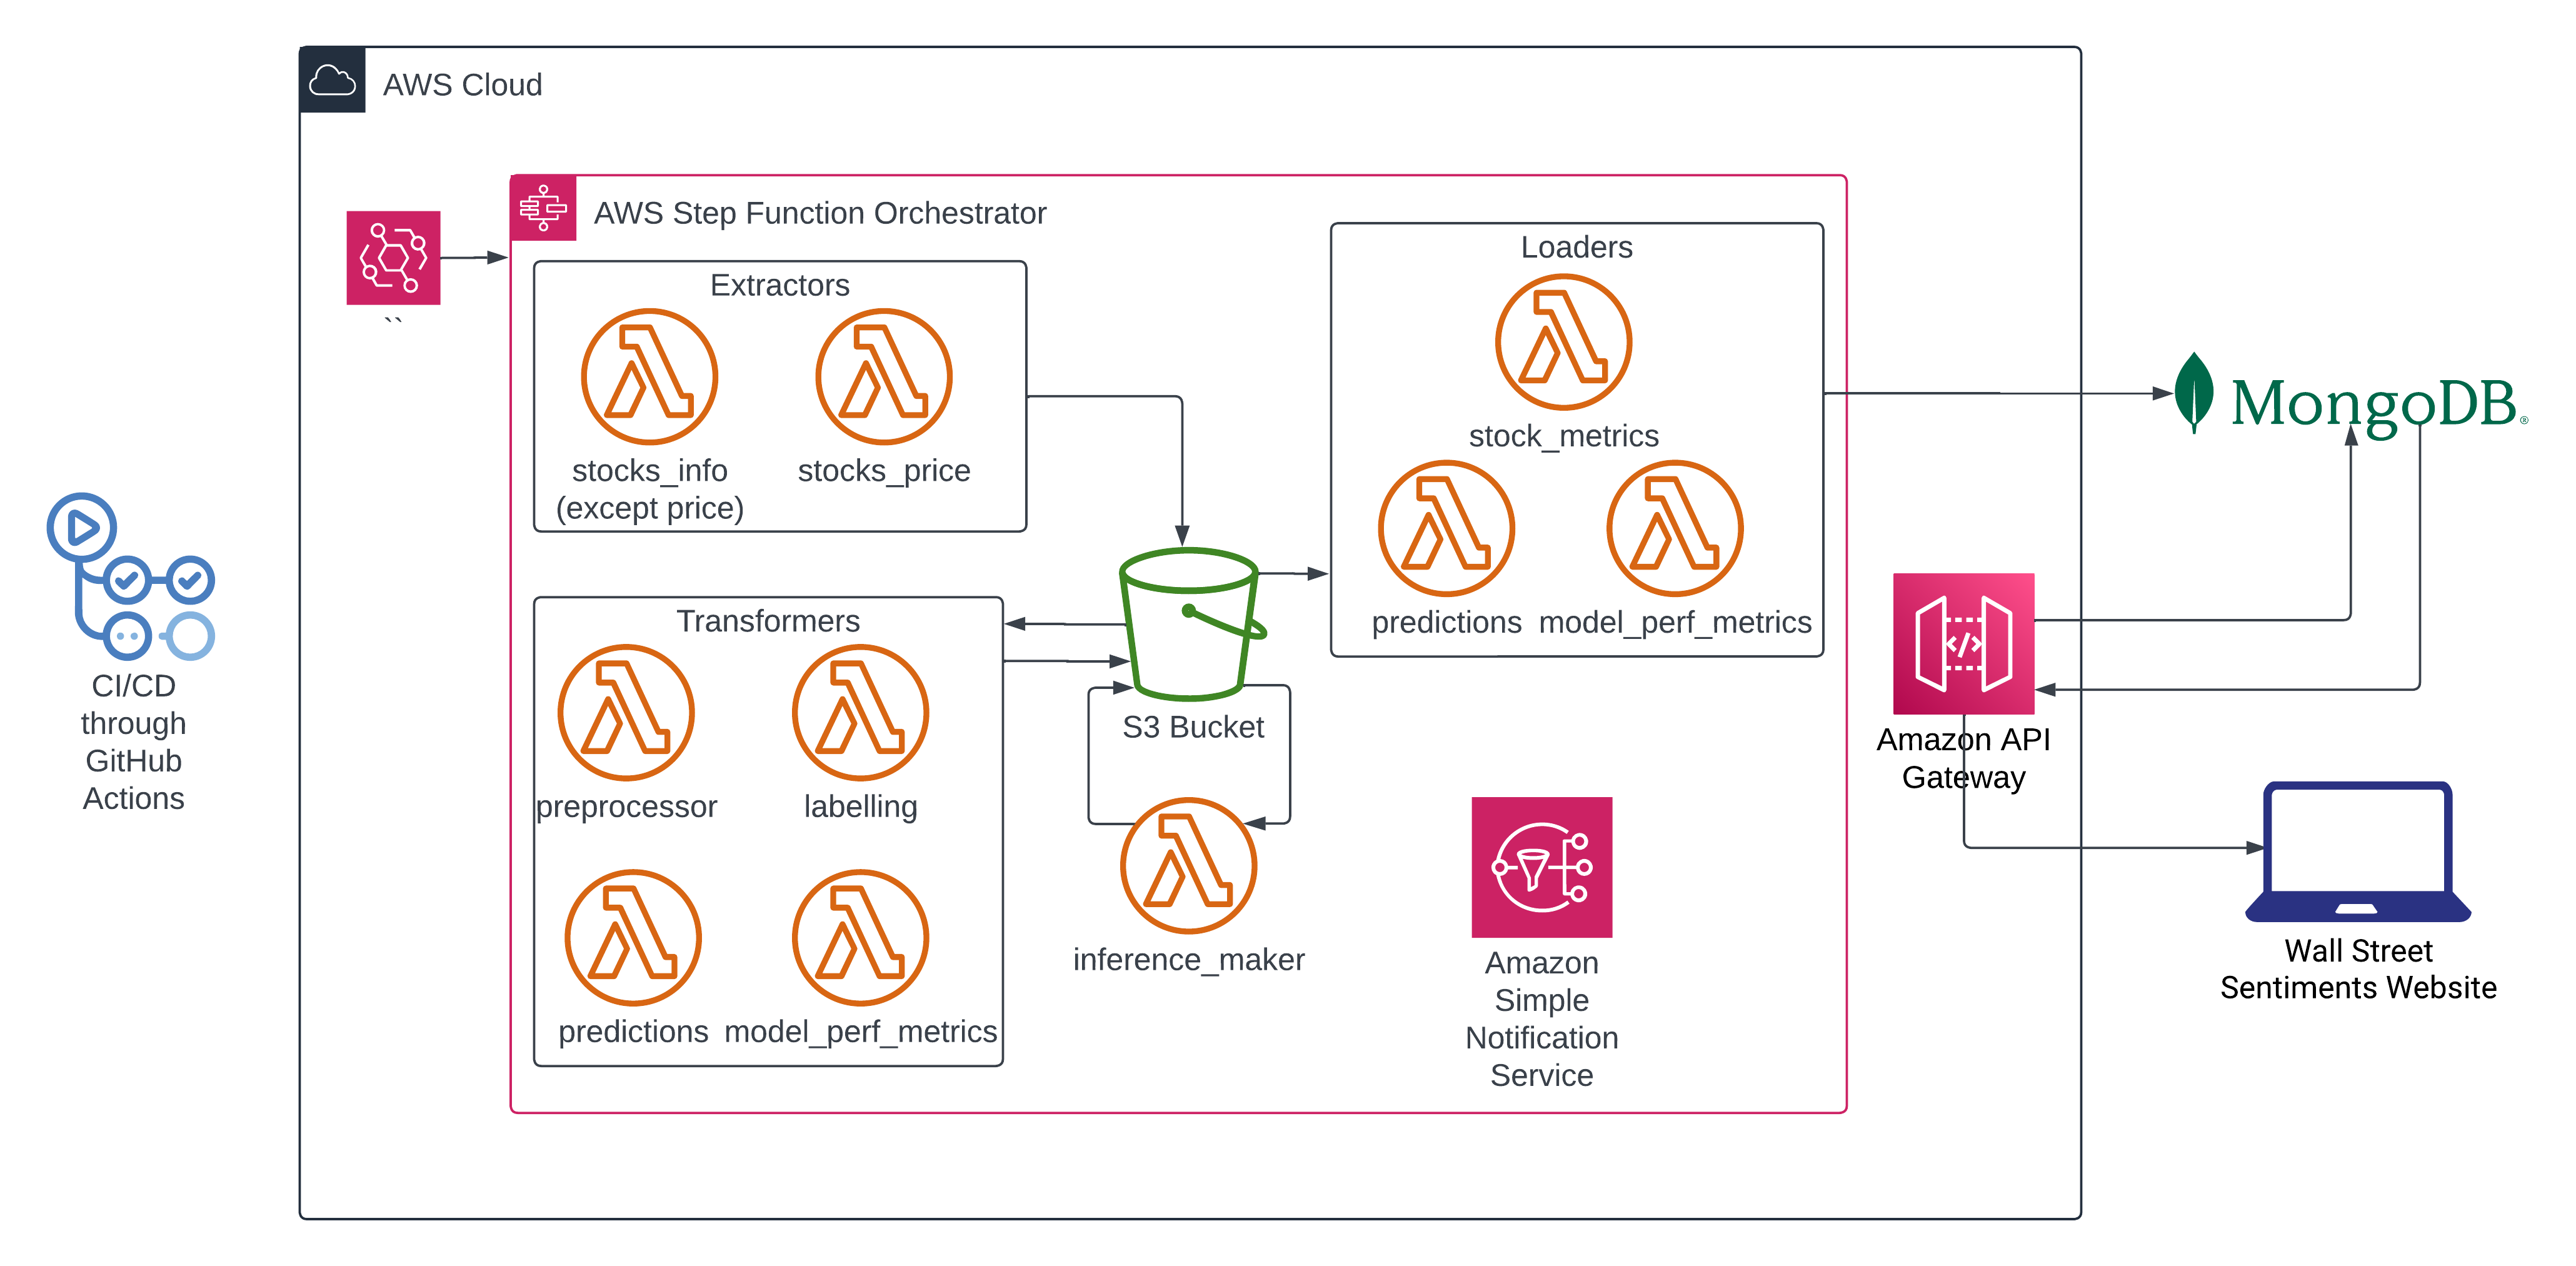 AWS Cloud
AWS Step Function Orchestrator
``
Extractors
stocks_info
(except price)
stocks_price
Transformers
preprocessor
labelling
predictions
model_perf_metrics
S3 Bucket
inference_maker
Loaders
stock_metrics
predictions
model_perf_metrics
Amazon
Simple
Notification
Service
CI/CD
through
GitHub
Actions
MongoDB®
Amazon API
Gateway
Wall Street
Sentiments Website